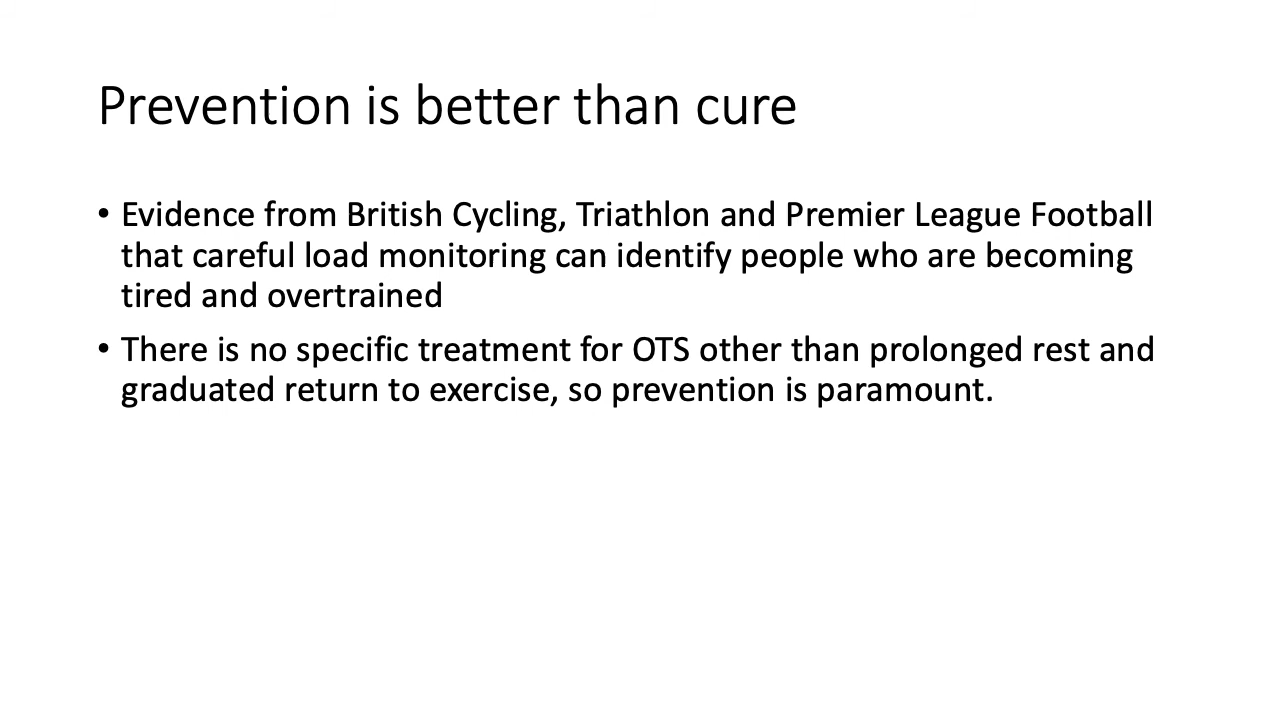 Prevention is better than cure
• Evidence from British Cycling, Triathlon and Premier League Football
that careful load monitoring can identify people who are becoming
tired and overtrained
• There is no specific treatment for OTS other than prolonged rest and
graduated return to exercise, so prevention is paramount.